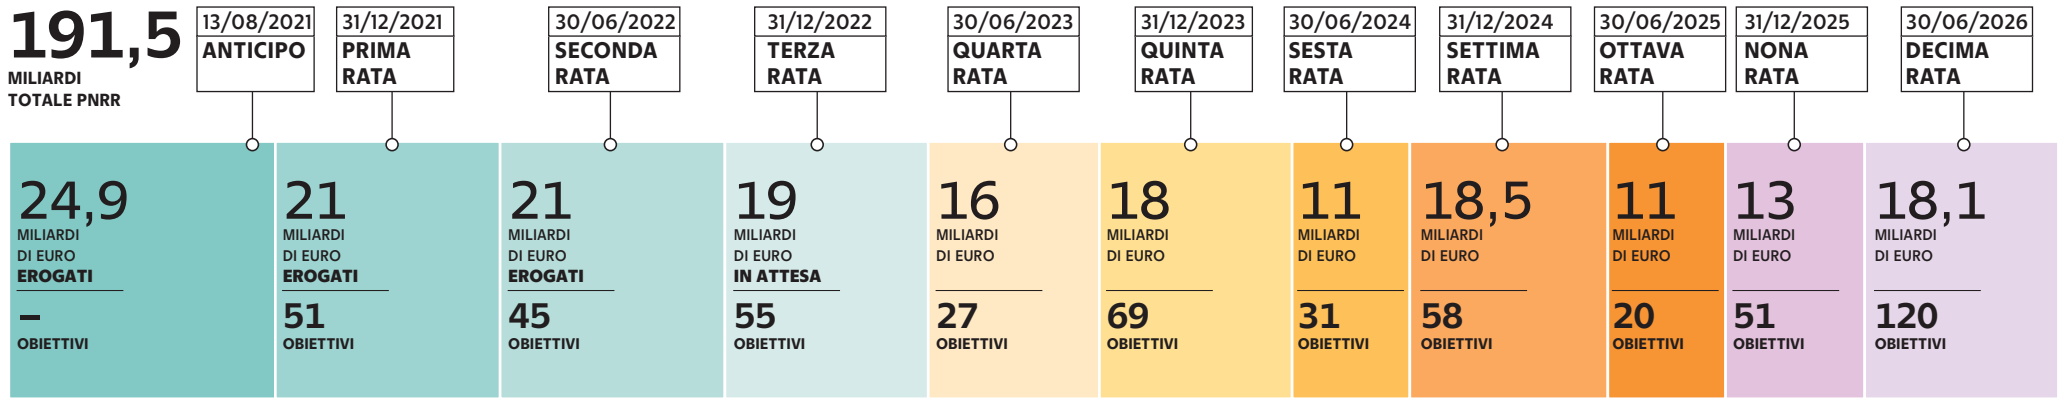 191,5
MILIARDI
TOTALE PNRR
13/08/2021
ANTICIPO
31/12/2021
PRIMA
RATA
30/06/2022
SECONDA
RATA
31/12/2022
TERZA
RATA
30/06/2023
QUARTA
RATA
31/12/2023
QUINTA
RATA
30/06/2024
SESTA
RATA
31/12/2024
SETTIMA
RATA
30/06/2025
OTTAVA
RATA
31/12/2025
NONA
RATA
30/06/2026
DECIMA
RATA
24,9
MILIARDI
DI EURO
EROGATI
–
OBIETTIVI
21
MILIARDI
DI EURO
EROGATI
51
OBIETTIVI
21
MILIARDI
DI EURO
EROGATI
45
OBIETTIVI
19
MILIARDI
DI EURO
IN ATTESA
55
OBIETTIVI
16
MILIARDI
DI EURO
27
OBIETTIVI
18
MILIARDI
DI EURO
69
OBIETTIVI
11
MILIARDI
DI EURO
31
OBIETTIVI
18,5
MILIARDI
DI EURO
58
OBIETTIVI
11
MILIARDI
DI EURO
20
OBIETTIVI
13
MILIARDI
DI EURO
51
OBIETTIVI
18,1
MILIARDI
DI EURO
120
OBIETTIVI